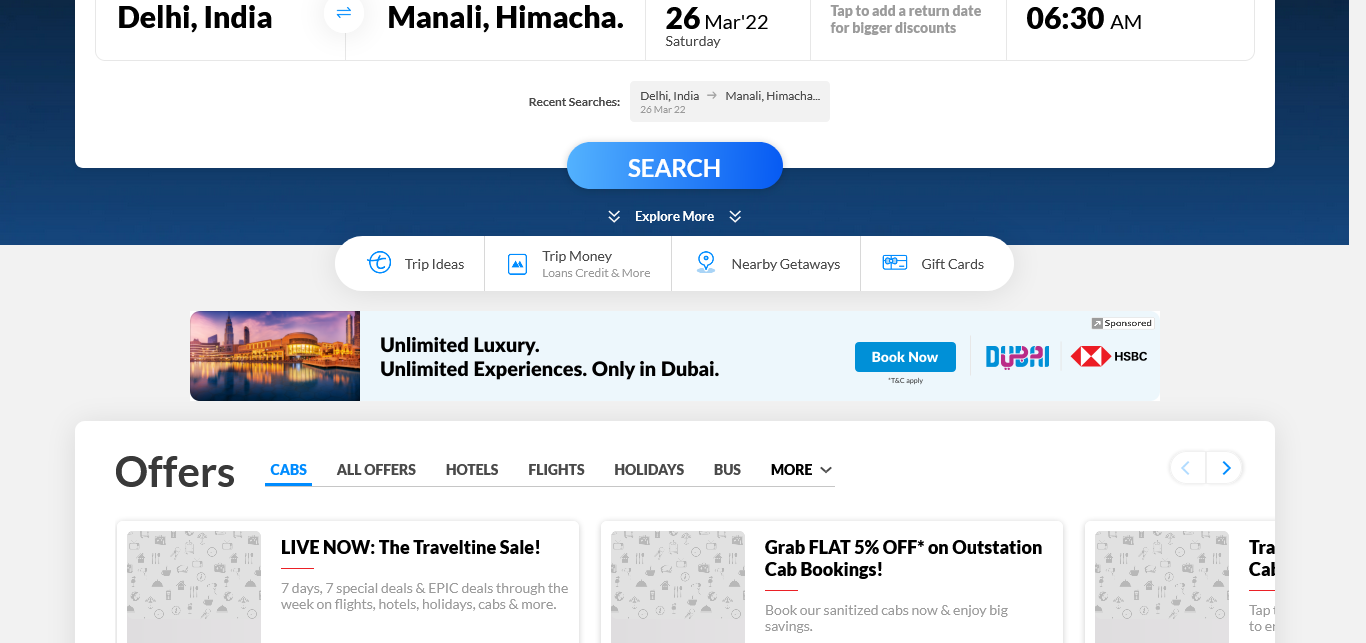 Delhi, India
Manali, Himacha.
26 Mar'22
Saturday
Tap to add a return date
for bigger discounts
06:30 AM
Recent Searches:
Delhi, India
Manali, Himacha...
26 Mar 22
SEARCH
Explore More
Trip Ideas
Trip Money
Loans Credit & More
Nearby Getaways
Gift Cards
Unlimited Luxury.
Unlimited Experiences. Only in Dubai.
Sponsored
Book Now
*T&C apply
DUBAI
HSBC
Offers
CABS
ALL OFFERS
HOTELS
FLIGHTS
HOLIDAYS
BUS
MORE
LIVE NOW: The Traveltine Sale!
7 days, 7 special deals & EPIC deals through the
week on flights, hotels, holidays, cabs & more.
Grab FLAT 5% OFF* on Outstation
Cab Bookings!
Book our sanitized cabs now & enjoy big
savings.
Tra
Cab
Tap t
to er